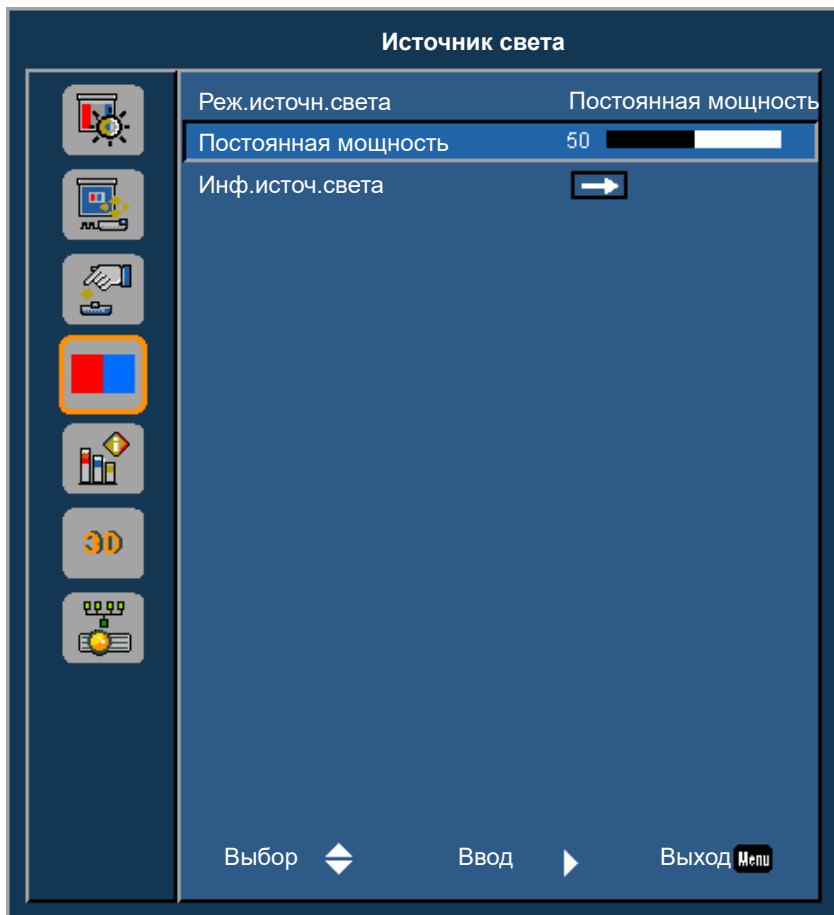 Источник света
Реж.источн.света Постоянная мощность
Постоянная мощность 50
Инф.источ.света
3D
Выбор Ввод Выход Menu